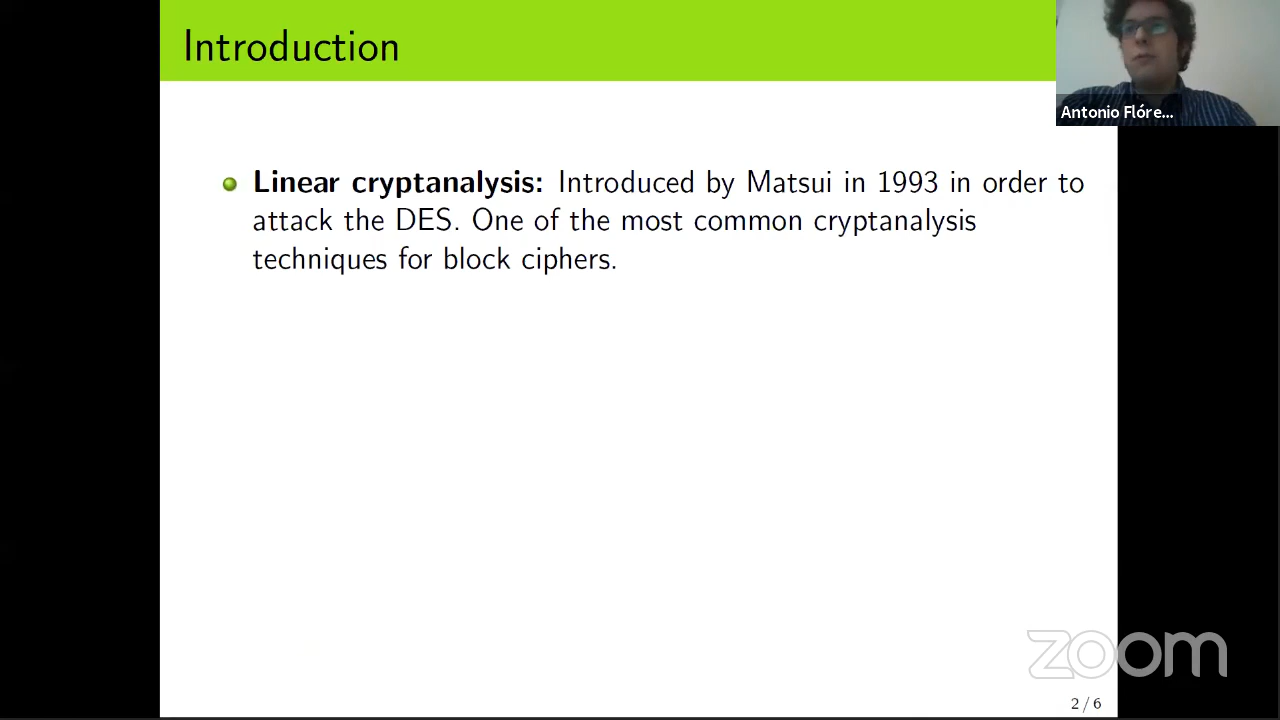 Introduction
Antonio Flóre...
Linear cryptanalysis: Introduced by Matsui in 1993 in order to
attack the DES. One of the most common cryptanalysis
techniques for block ciphers.
zoom
2 / 6